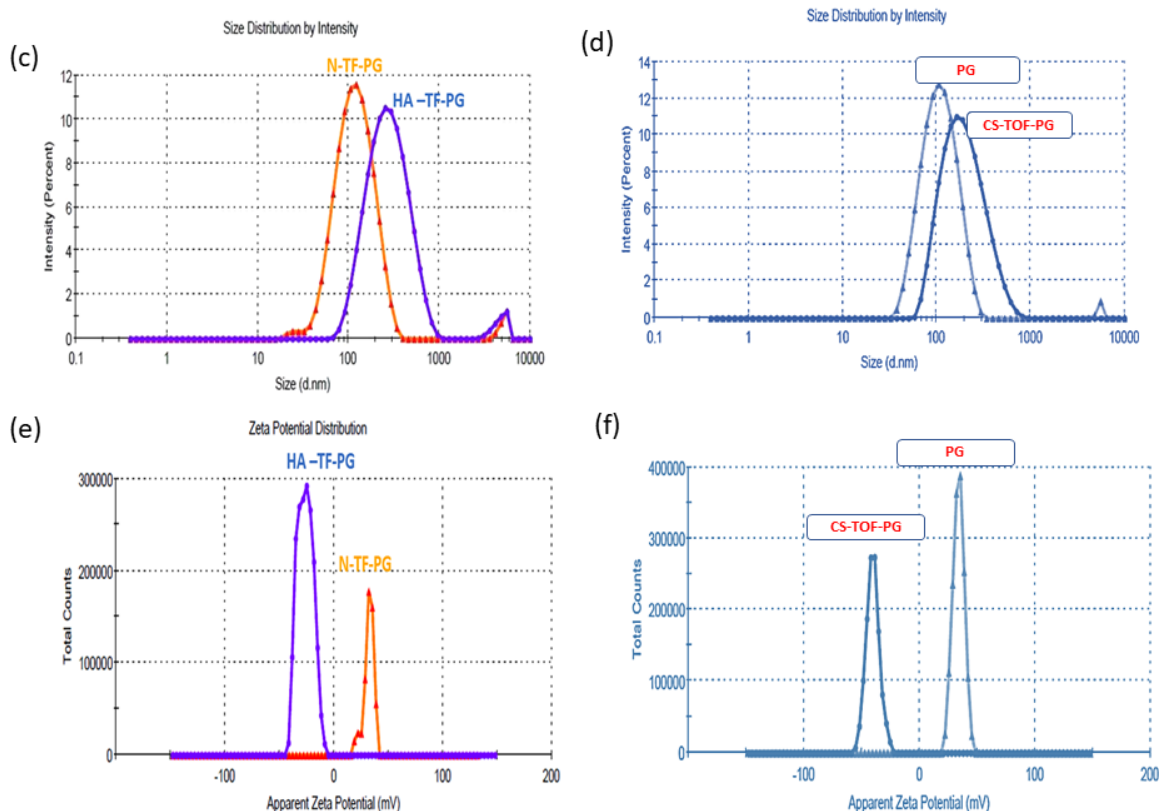 (c)
Size Distribution by Intensity
N-TF-PG
HA –TF-PG
Intensity (Percent)
12
10
8
6
4
2
0
0.1 1 10 100 1000 10000
Size (d.nm)
(d)
Size Distribution by Intensity
PG
CS-TOF-PG
Intensity (Percent)
14
12
10
8
6
4
2
0
0.1 1 10 100 1000 10000
Size (d.nm)
(e)
Zeta Potential Distribution
HA –TF-PG
N-TF-PG
Total Counts
300000
200000
100000
0
-100 0 100 200
Apparent Zeta Potential (mV)
(f)
PG
CS-TOF-PG
Total Counts
400000
300000
200000
100000
0
-100 0 100 200
Apparent Zeta Potential (mV)